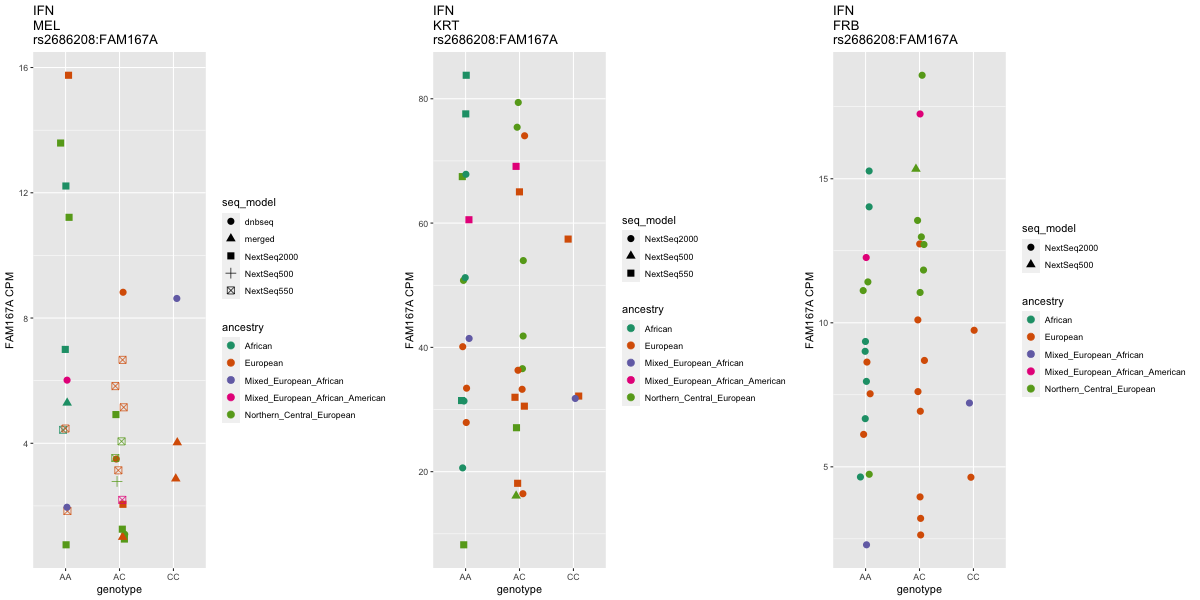 IFN
MEL
rs2686208:FAM167A
16
12
8
4
FAM167A CPM
AA
AC
CC
genotype
seq_model
dnbseq
merged
NextSeq2000
NextSeq500
NextSeq550
ancestry
African
European
Mixed_European_African
Mixed_European_African_American
Northern_Central_European
IFN
KRT
rs2686208:FAM167A
80
60
40
20
FAM167A CPM
AA
AC
CC
genotype
seq_model
NextSeq2000
NextSeq500
NextSeq550
ancestry
African
European
Mixed_European_African
Mixed_European_African_American
Northern_Central_European
IFN
FRB
rs2686208:FAM167A
15
10
5
FAM167A CPM
AA
AC
CC
genotype
seq_model
NextSeq2000
NextSeq500
ancestry
African
European
Mixed_European_African
Mixed_European_African_American
Northern_Central_European